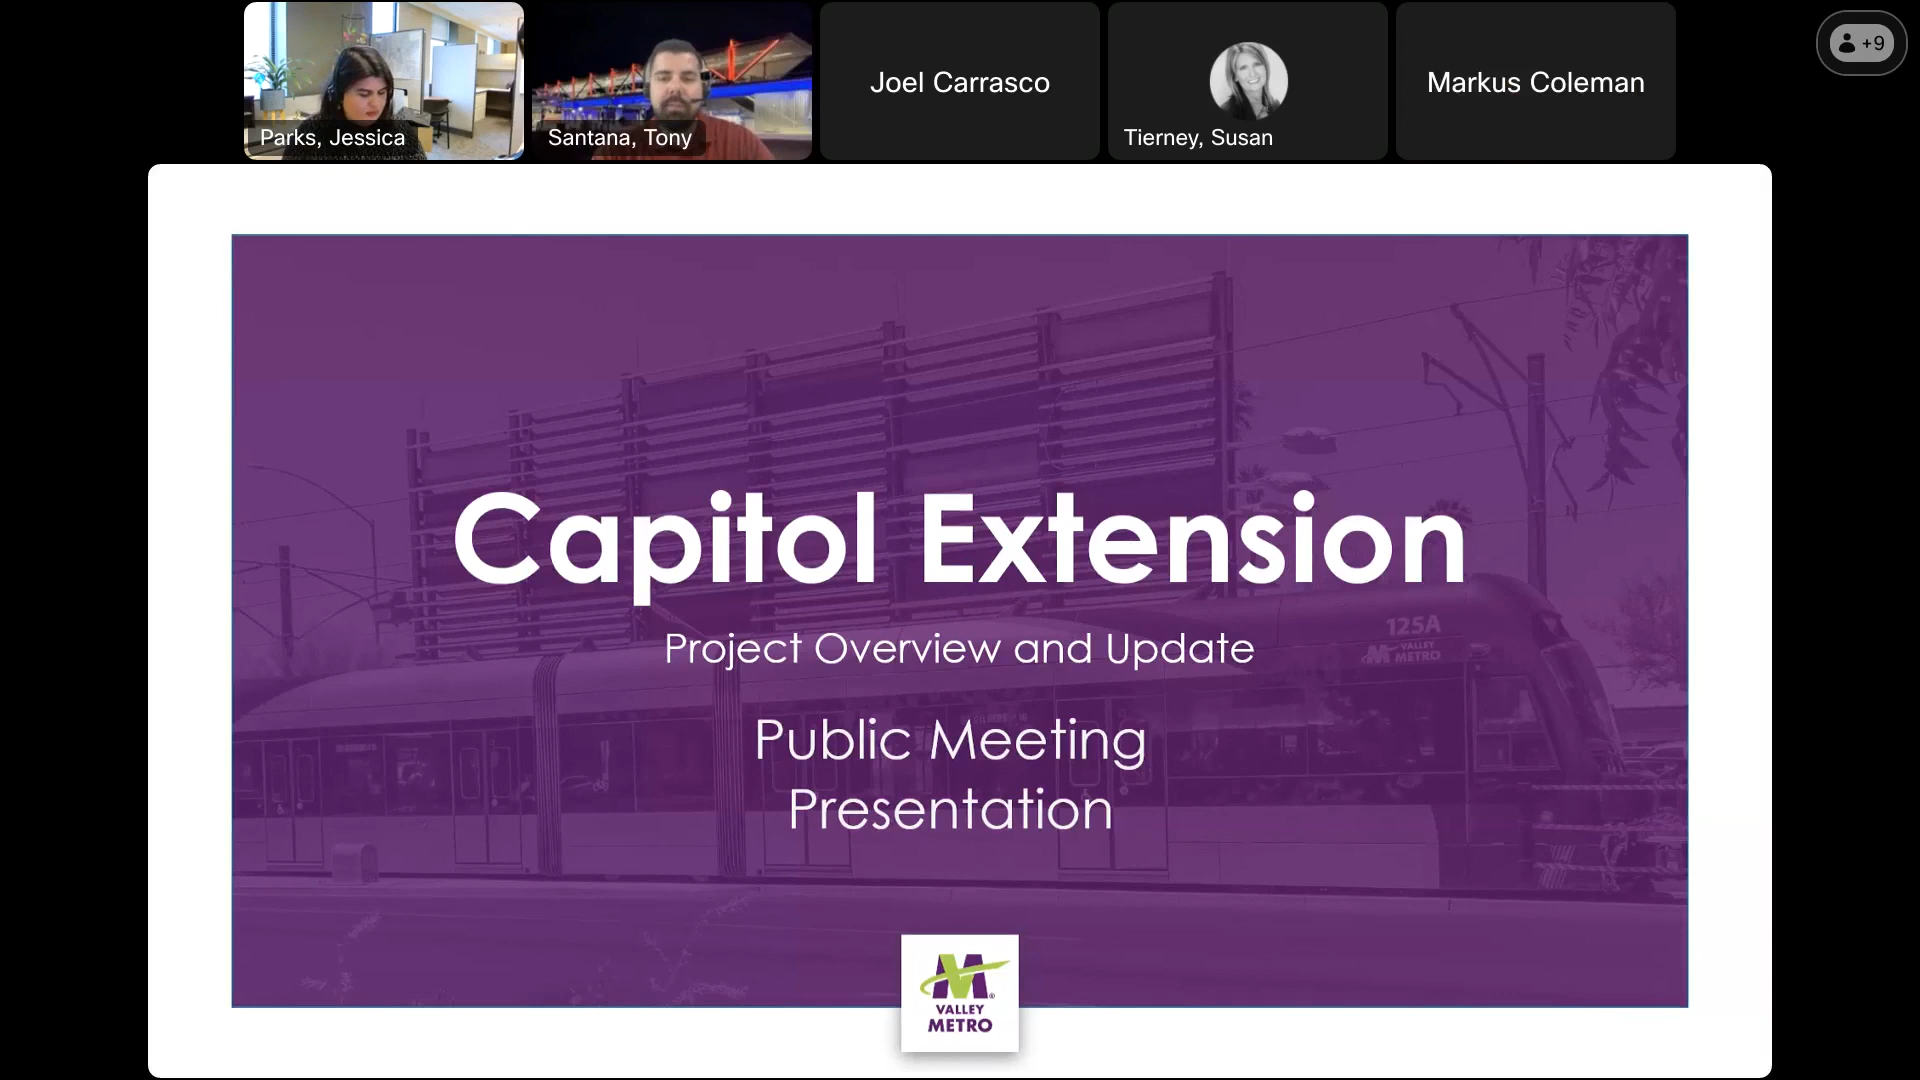 Parks, Jessica
Santana, Tony
Joel Carrasco
Tierney, Susan
Markus Coleman
+9
Capitol Extension
Project Overview and Update
Public Meeting
Presentation
125A
VALLEY
METRO
VALLEY
METRO